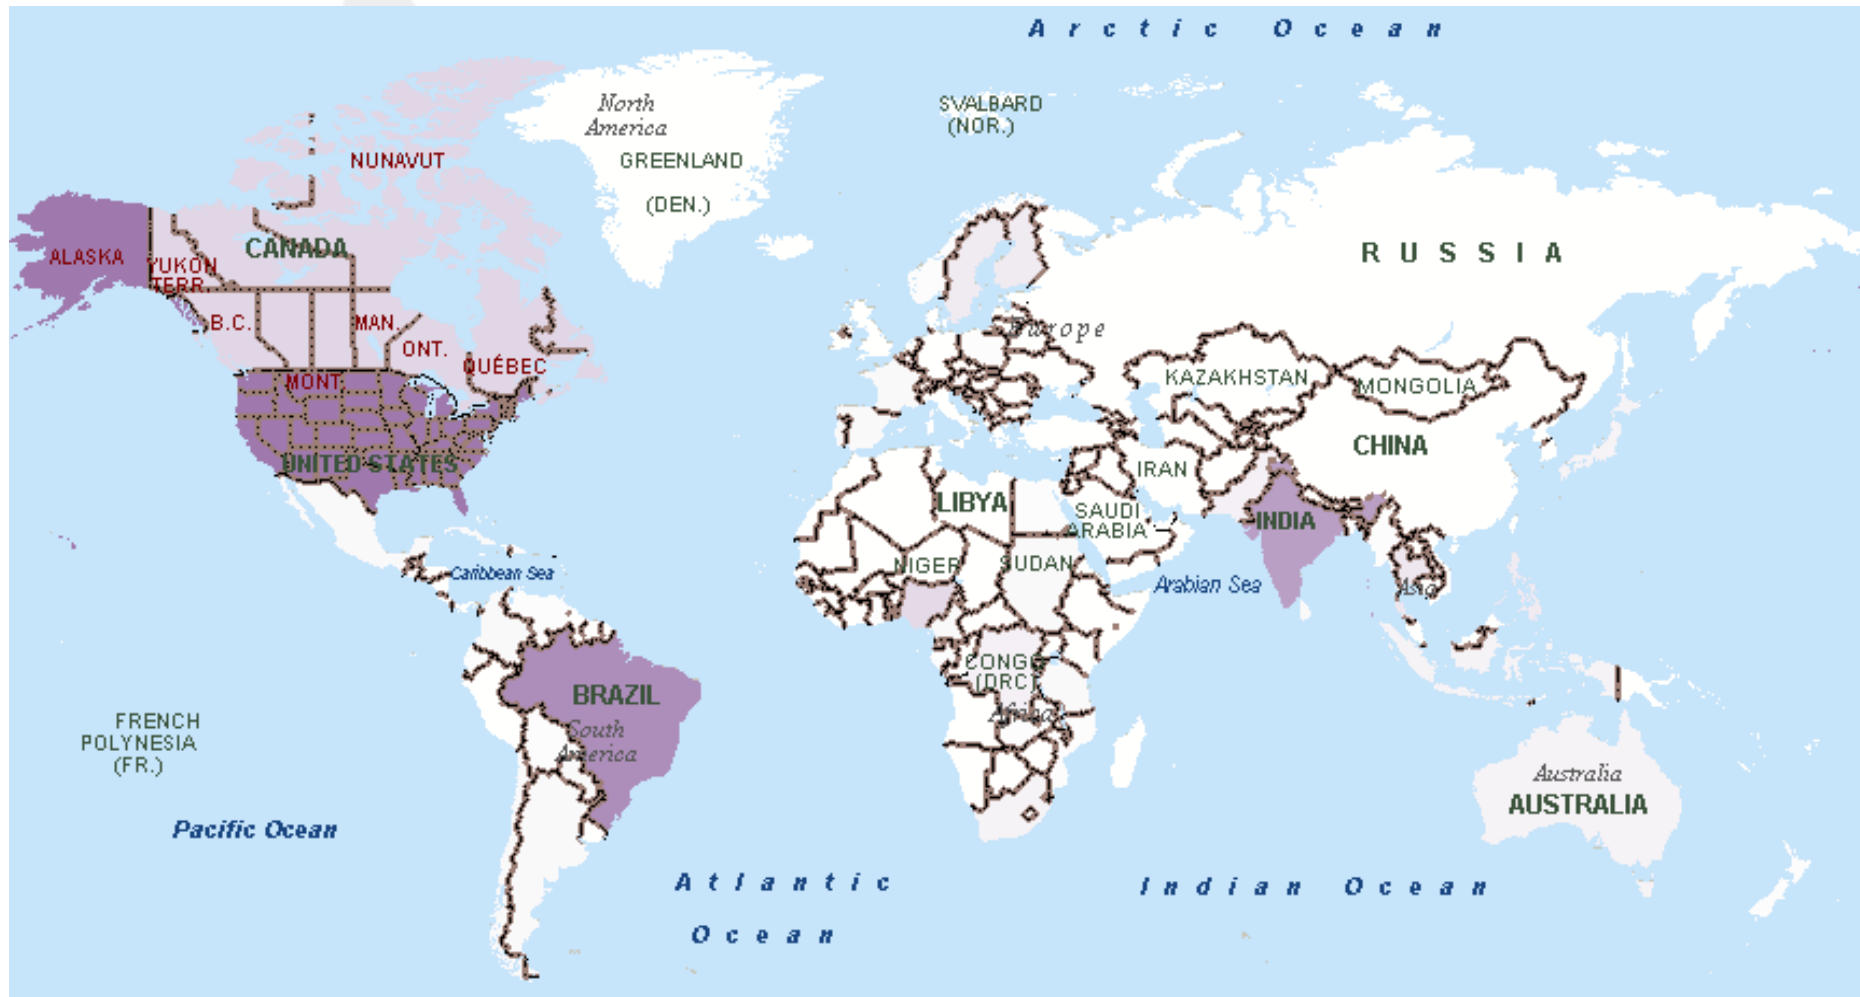 Arctic Ocean
North
America
SVALBARD
(NOR.)
NUNAVUT
GREENLAND
(DEN.)
CANADA
RUSSIA
ALASKA
YUKON
TERR.
B.C.
MAN.
Europe
ONT.
QUÉBEC
MONT.
KAZAKHSTAN
MONGOLIA
CHINA
UNITED STATES
IRAN
LIBYA
SAUDI
ARABIA
INDIA
NIGER
SUDAN
Caribbean Sea
Arabian Sea
Asia
CONGO
(DRC)
BRAZIL
Africa
South
America
FRENCH
POLYNESIA
(FR.)
Australia
AUSTRALIA
Pacific Ocean
Atlantic
Ocean
Indian Ocean